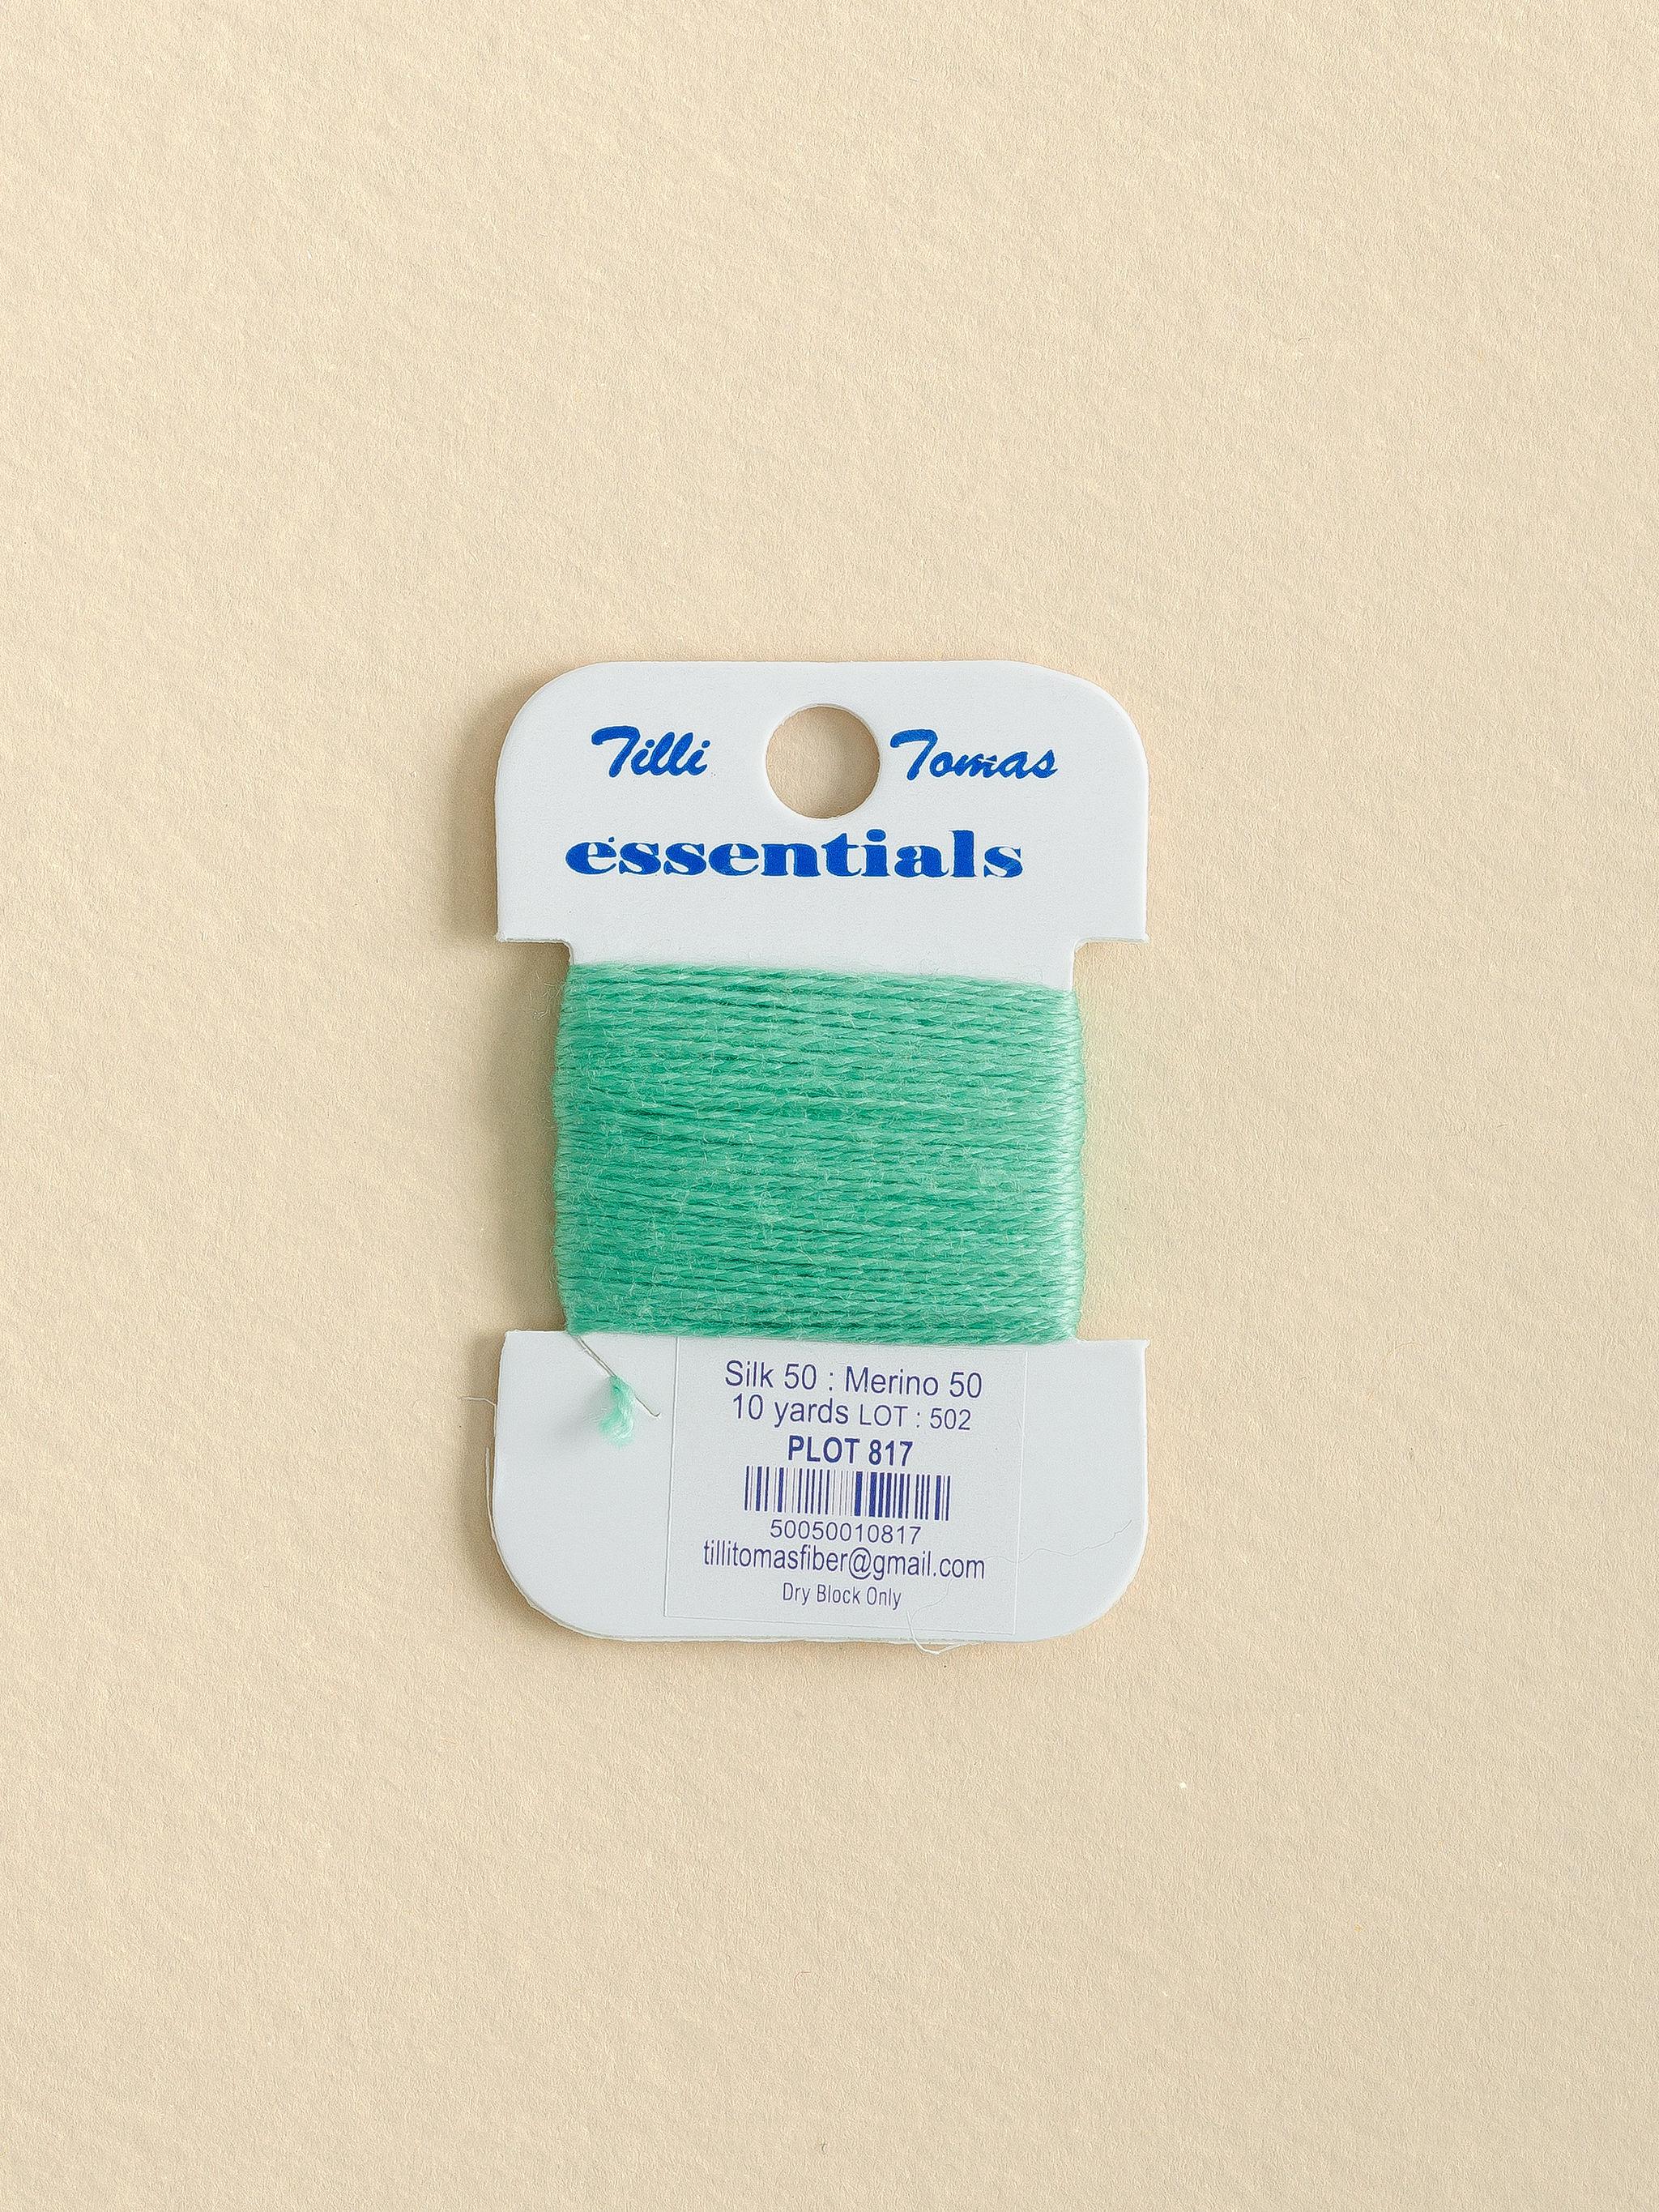 Tilli Tomas
essentials
Silk 50 : Merino 50
10 yards LOT : 502
PLOT 817
50050010817
tillitomasfiber@gmail.com
Dry Block Only